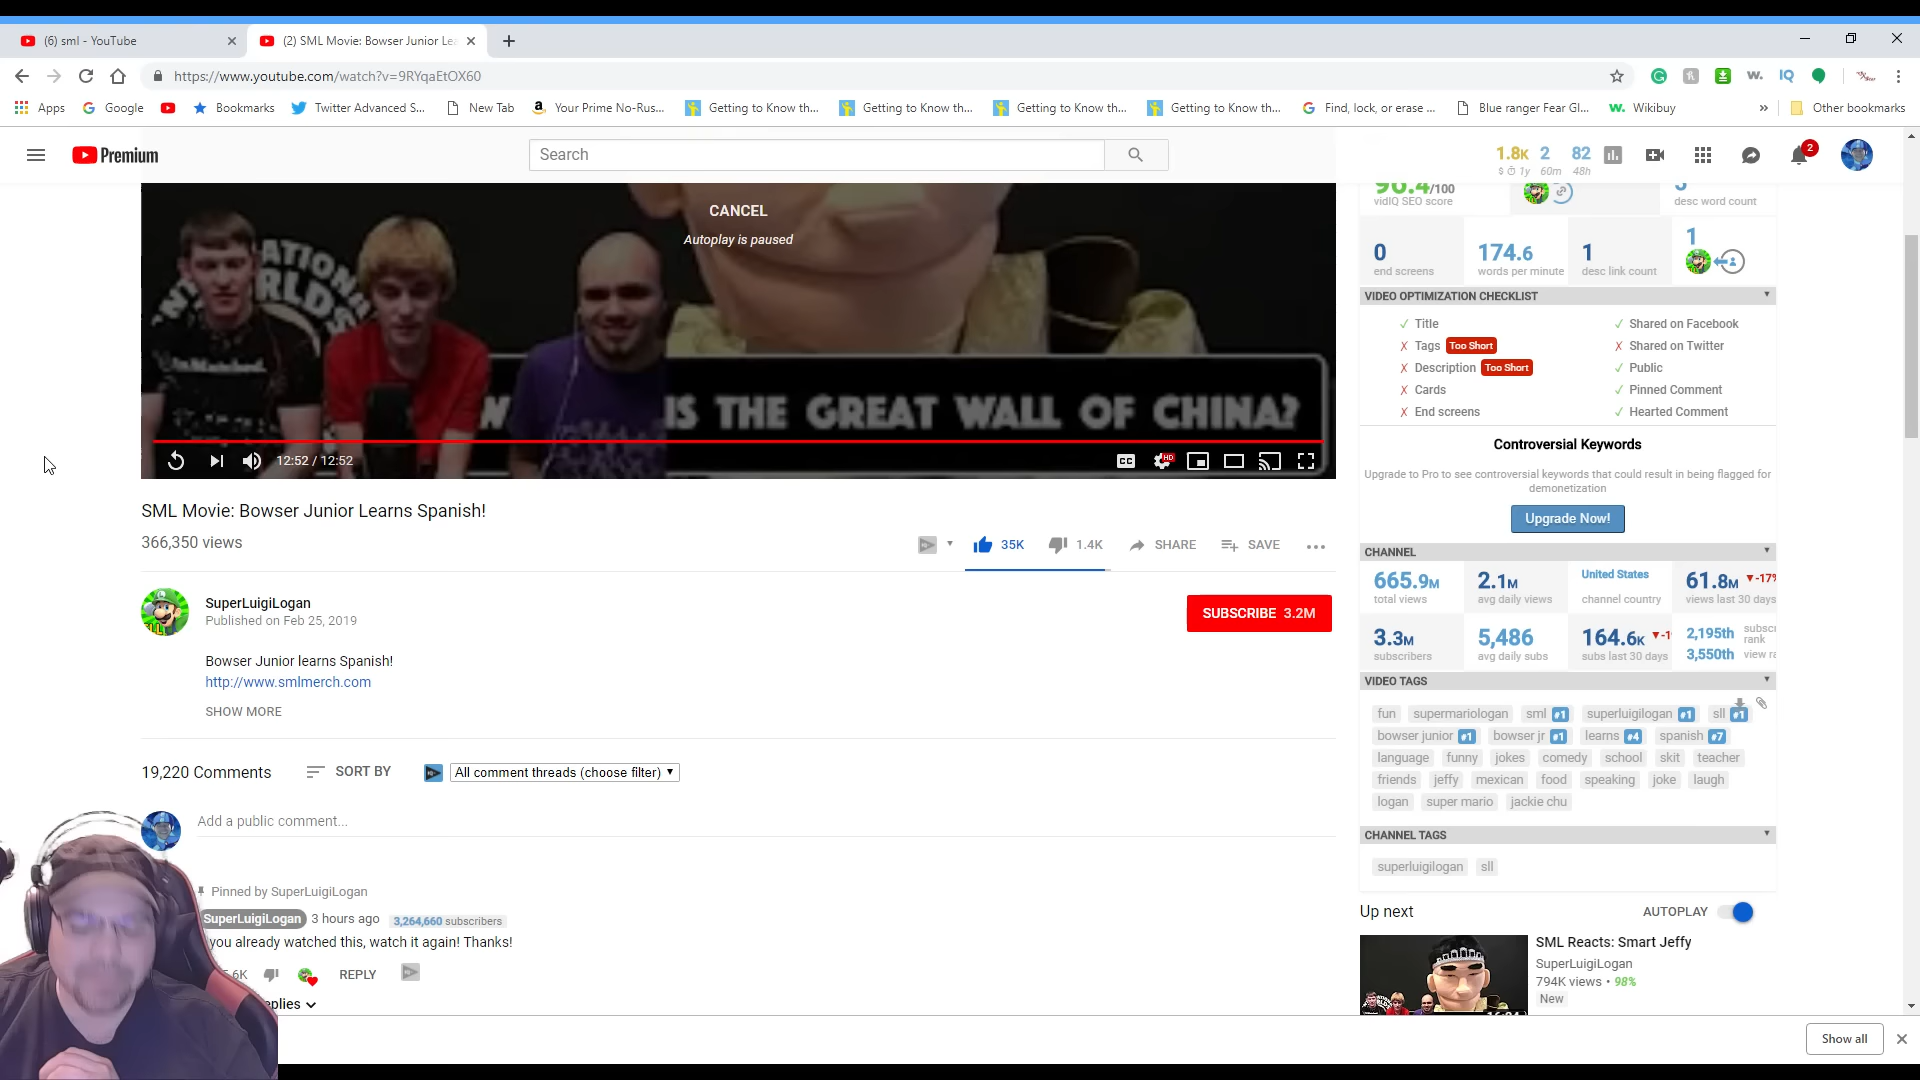 (6) sml - YouTube
(2) SML Movie: Bowser Junior Le
https://www.youtube.com/watch?v=9RYqaEtOX60
Apps
Google
Bookmarks
Twitter Advanced S...
New Tab
Your Prime No-Rus...
Getting to Know th...
Getting to Know th...
Getting to Know th...
Getting to Know th...
Find, lock, or erase ...
Blue ranger Fear Gl...
Wikibuy
»
Other bookmarks
Premium
Search
1.8K 2 82
1y 60m 48h
2
CANCEL
Autoplay is paused
IS THE GREAT WALL OF CHINA?
12:52 / 12:52
CC
HD
SML Movie: Bowser Junior Learns Spanish!
366,350 views
35K
1.4K
SHARE
SAVE
SuperLuigiLogan
Published on Feb 25, 2019
SUBSCRIBE 3.2M
Bowser Junior learns Spanish!
http://www.smlmerch.com
SHOW MORE
19,220 Comments
SORT BY
All comment threads (choose filter)
Add a public comment...
Pinned by SuperLuigiLogan
SuperLuigiLogan 3 hours ago 3,264,660 subscribers
you already watched this, watch it again! Thanks!
REPLY
96.4/100
vidIQ SEO score
desc word count
0
end screens
174.6
words per minute
1
desc link count
1
VIDEO OPTIMIZATION CHECKLIST
✓ Title
✓ Shared on Facebook
✗ Tags Too Short
✗ Shared on Twitter
✗ Description Too Short
✓ Public
✗ Cards
✓ Pinned Comment
✗ End screens
✓ Hearted Comment
Controversial Keywords
Upgrade to Pro to see controversial keywords that could result in being flagged for
demonetization
Upgrade Now!
CHANNEL
665.9M
total views
2.1M
avg daily views
United States
channel country
61.8M ▼-17%
views last 30 days
3.3M
subscribers
5,486
avg daily subs
164.6K ▼-1
subs last 30 days
2,195th
3,550th
VIDEO TAGS
fun supermariologan sml #1 superluigilogan #1 sll #1
bowser junior #1 bowser jr #1 learns #4 spanish #7
language funny jokes comedy school skit teacher
friends jeffy mexican food speaking joke laugh
logan super mario jackie chu
CHANNEL TAGS
superluigilogan sll
Up next
AUTOPLAY
SML Reacts: Smart Jeffy
SuperLuigiLogan
794K views • 98%
New
Show all